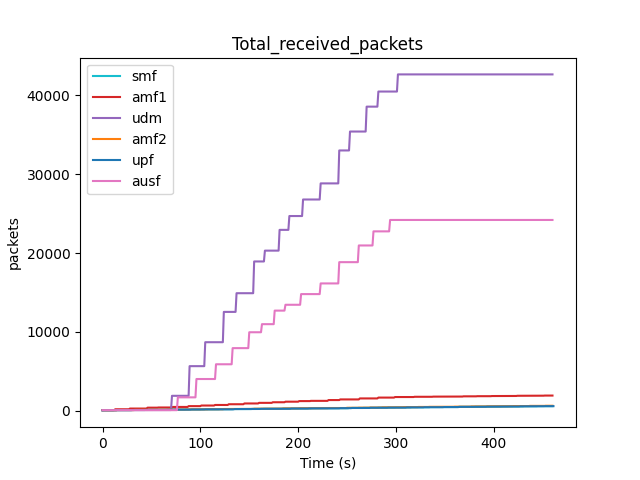 Total_received_packets
smf
amf1
udm
amf2
upf
ausf
packets
40000
30000
20000
10000
0
0 100 200 300 400
Time (s)